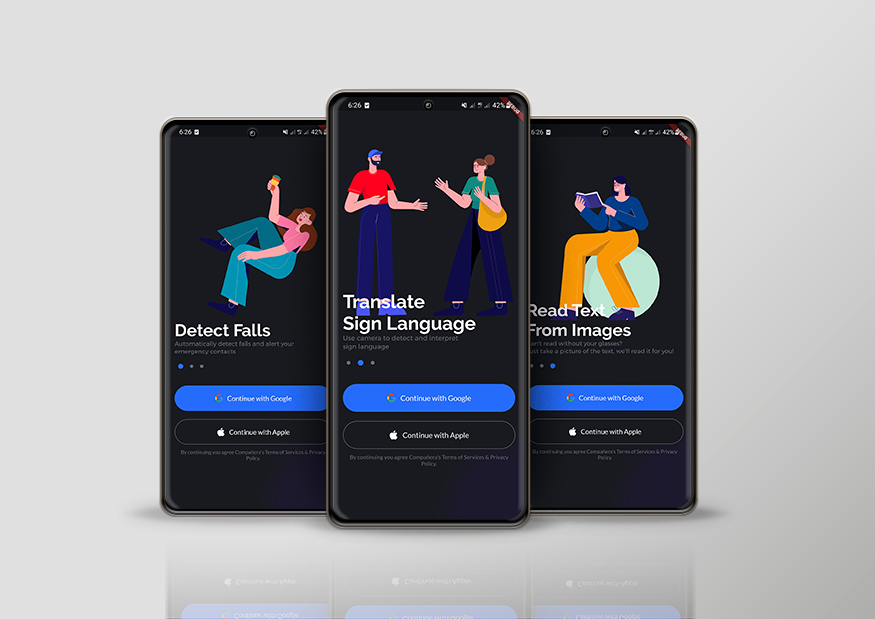 6:26
42%
Detect Falls
Automatically detect falls and alert your
emergency contacts
Continue with Google
Continue with Apple
By continuing you agree Compañera's Terms of Services & Privacy
Policy.
6:26
42%
Translate
Sign Language
Use camera to detect and interpret
sign language
Continue with Google
Continue with Apple
By continuing you agree Compañera's Terms of Services & Privacy
Policy.
6:26
42%
Read Text
From Images
an't read without your glasses?
ust take a picture of the text, we'll read it for you!
Continue with Google
Continue with Apple
By continuing you agree Compañera's Terms of Services & Privacy
Policy.